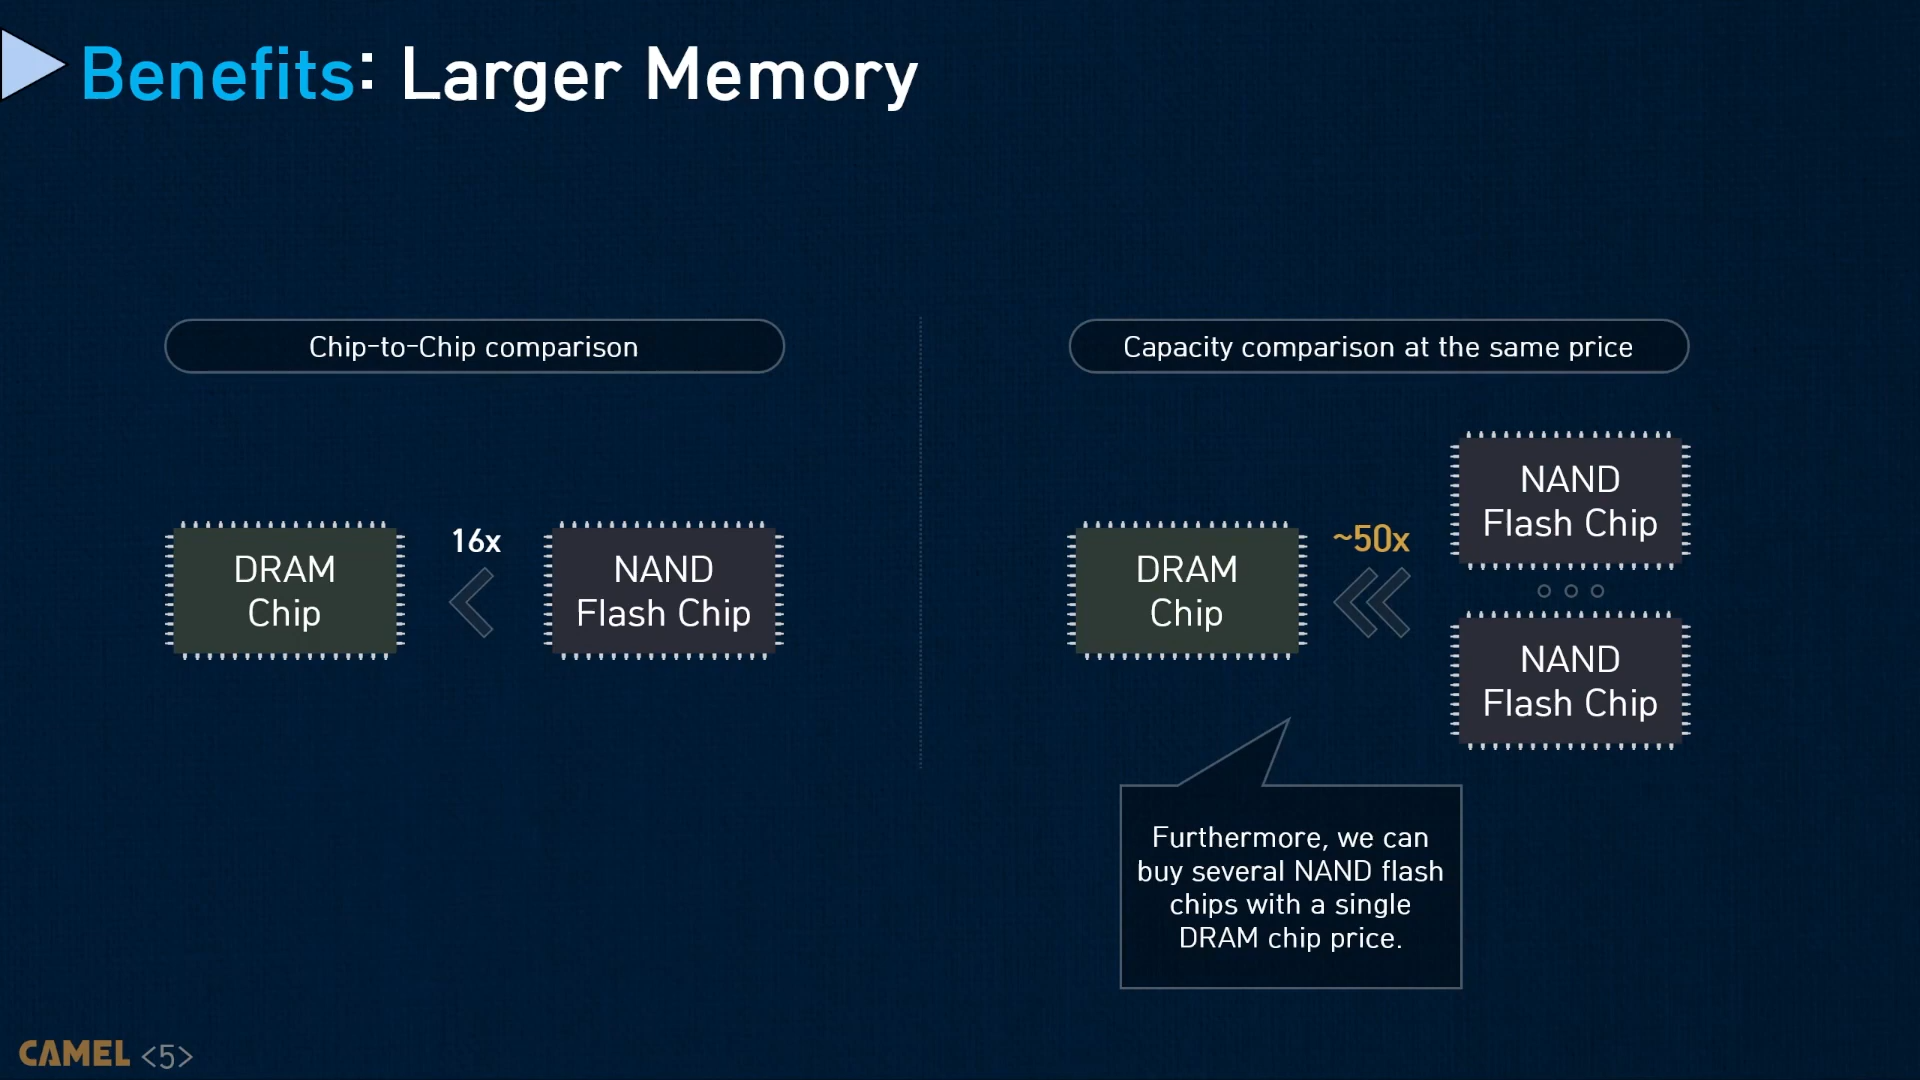 Benefits: Larger Memory
Chip-to-Chip comparison
DRAM
Chip
16x
NAND
Flash Chip
Capacity comparison at the same price
DRAM
Chip
~50x
NAND
Flash Chip
NAND
Flash Chip
Furthermore, we can
buy several NAND flash
chips with a single
DRAM chip price.
CAMEL <5>